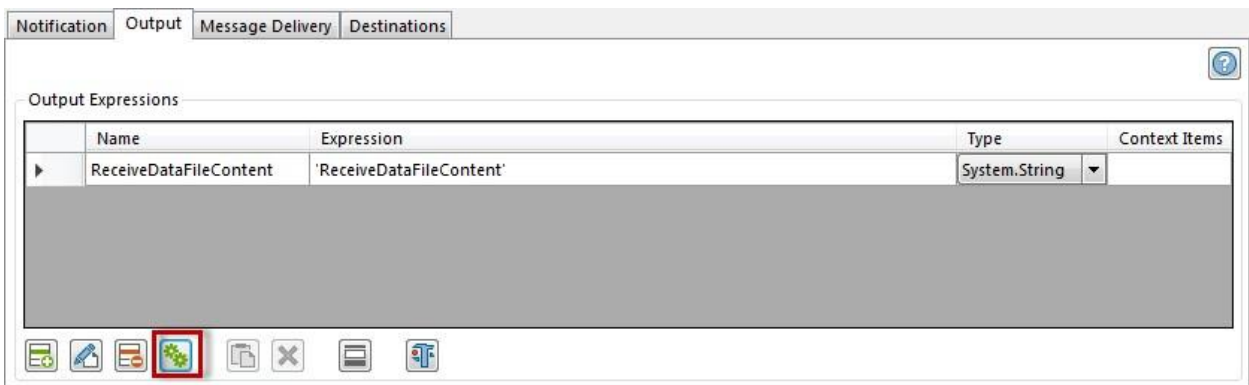 Notification Output Message Delivery Destinations
Output Expressions
Name Expression Type Context Items
ReceiveDataFileContent 'ReceiveDataFileContent' System.String